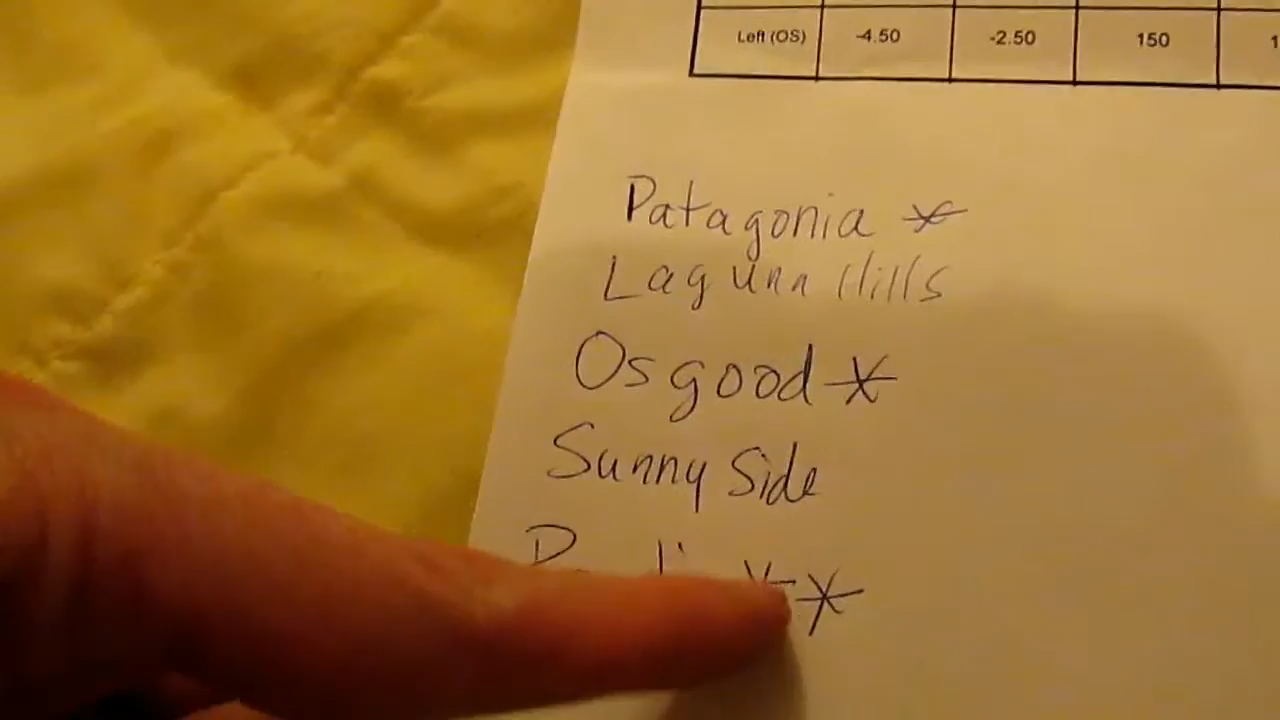 Left (OS) -4.50 -2.50 150
Patagonia *
Laguna Hills
Osgood *
Sunny Side
**